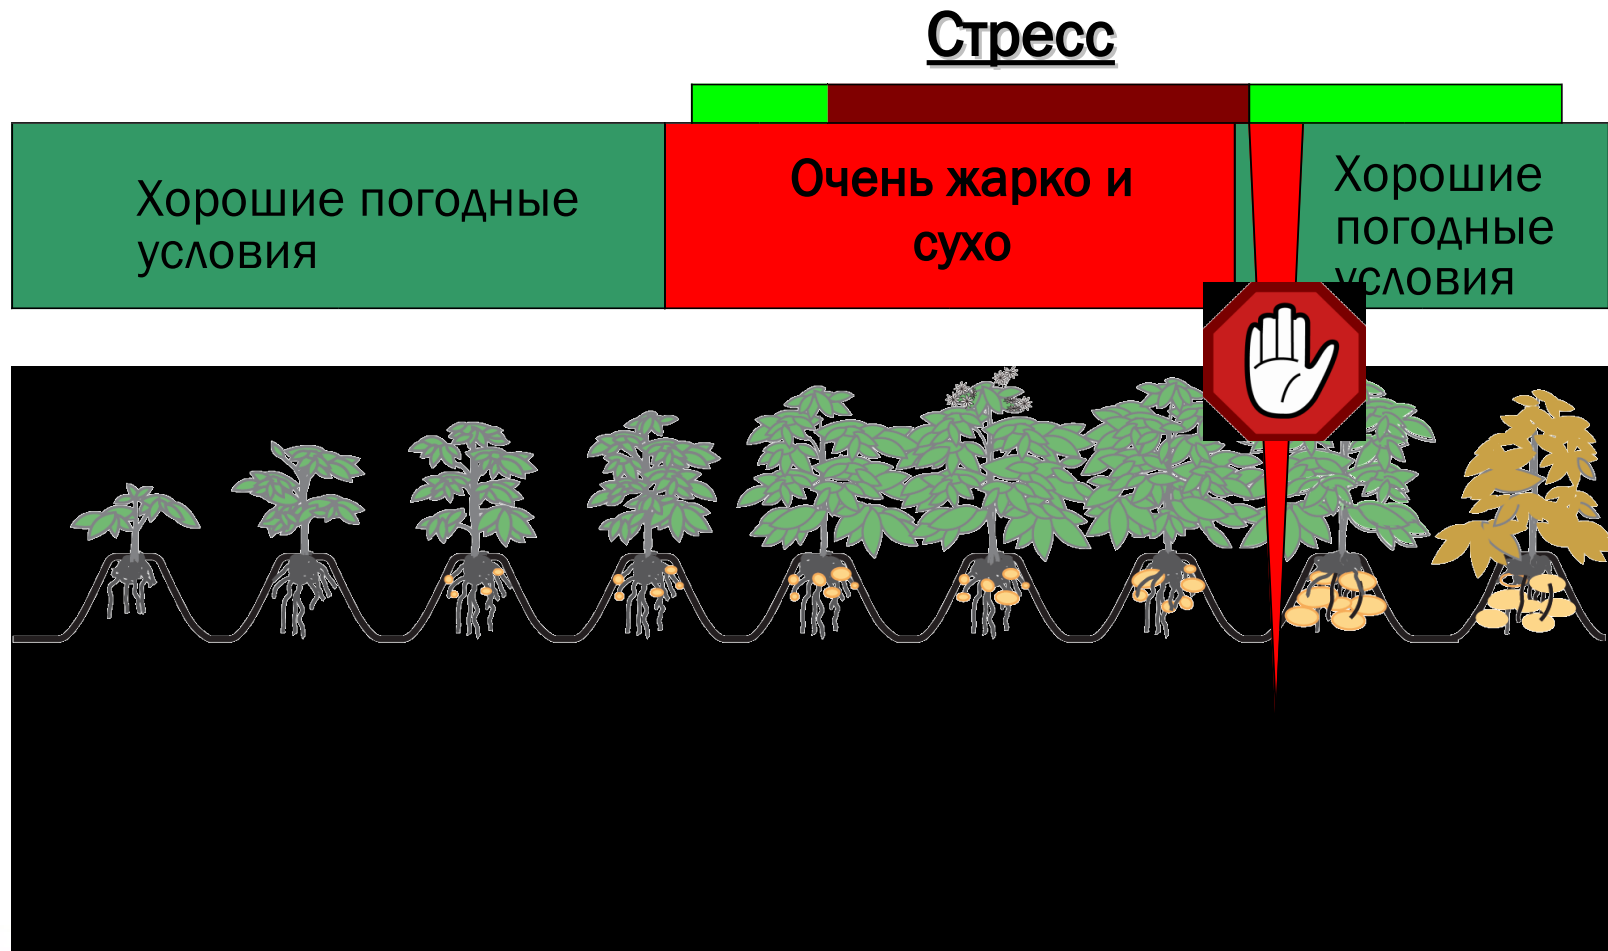 Стресс
Хорошие погодные
условия
Очень жарко и
сухо
Хорошие
погодные
условия